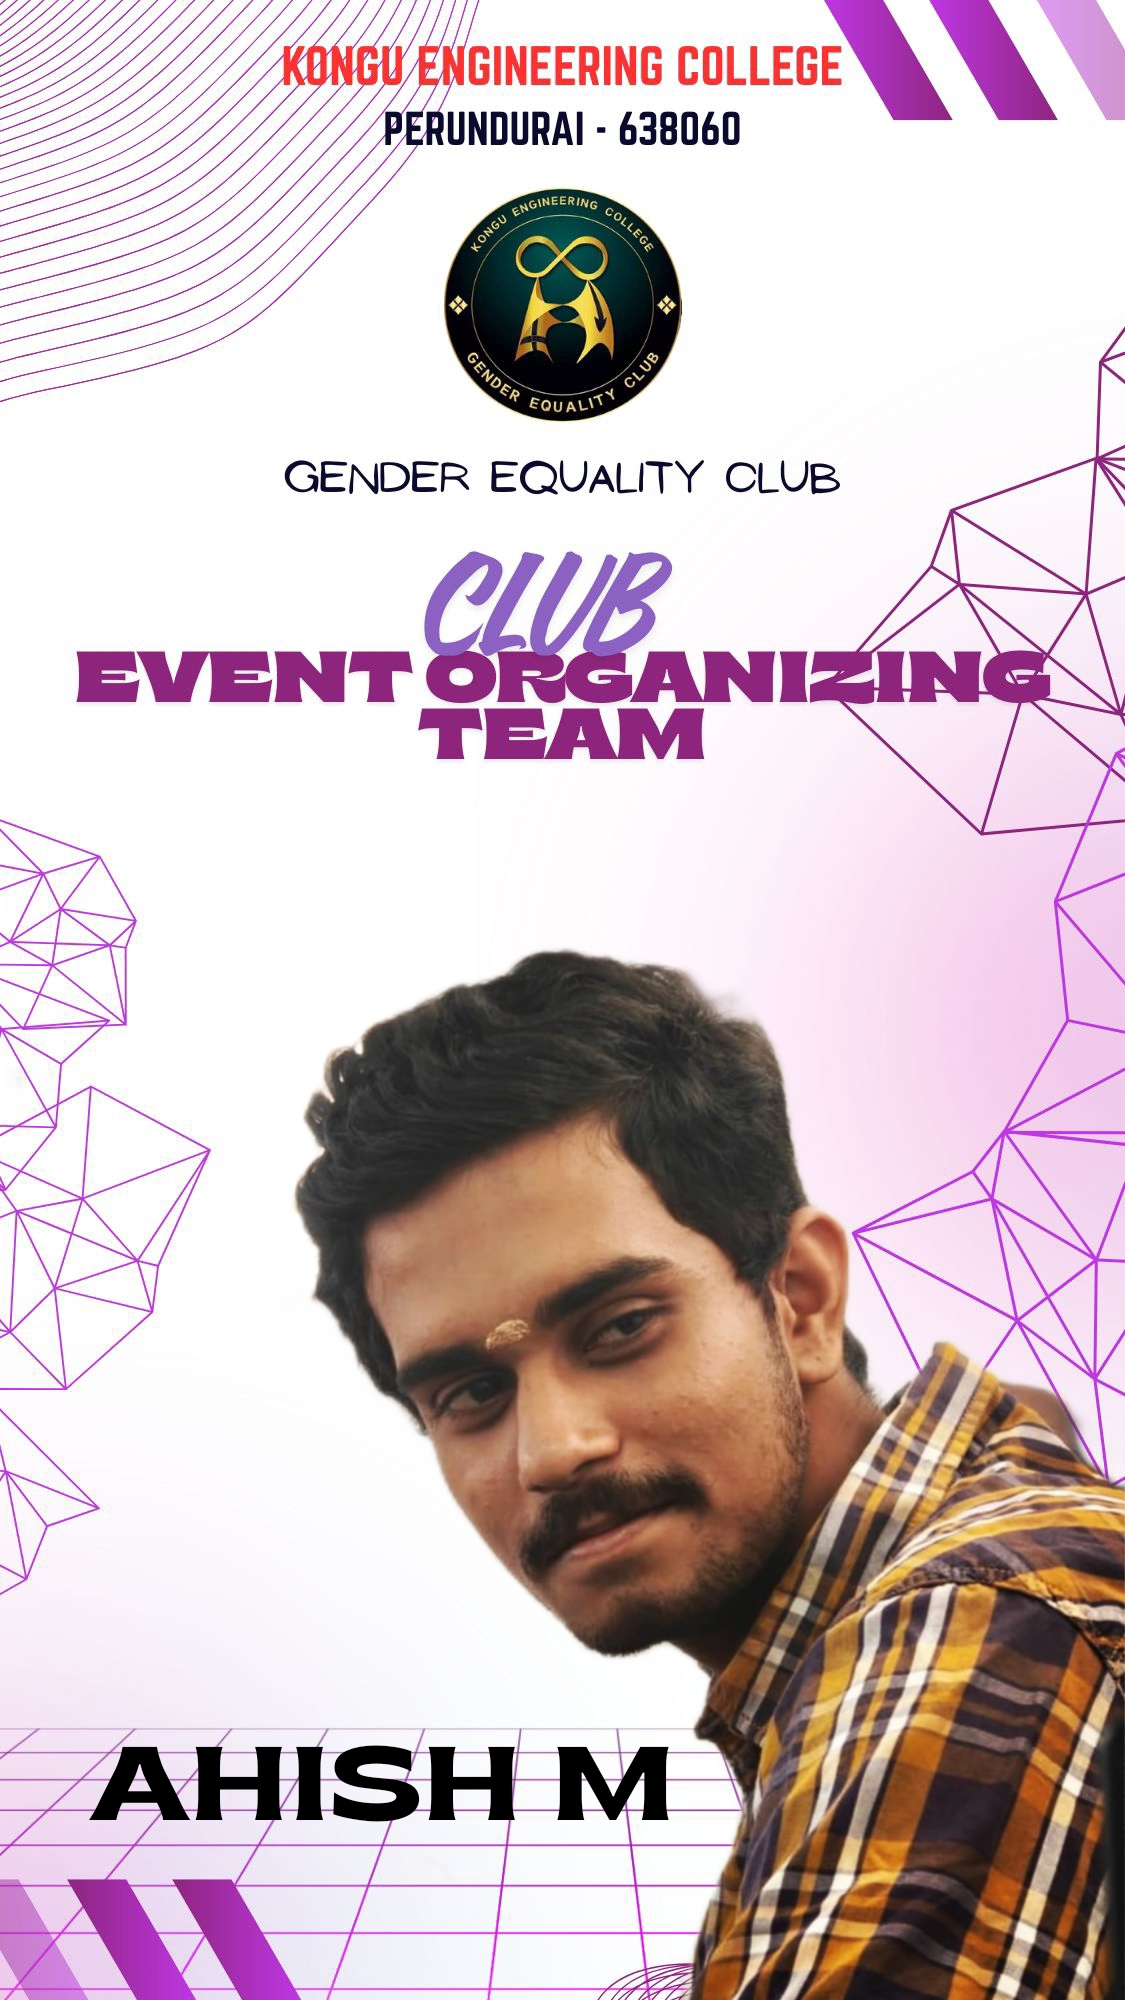 KONGU ENGINEERING COLLEGE
PERUNDURAI - 638060
KONGU ENGINEERING COLLEGE
GENDER EQUALITY CLUB
GENDER EQUALITY CLUB
CLUB
EVENT ORGANIZING
TEAM
AHISH M